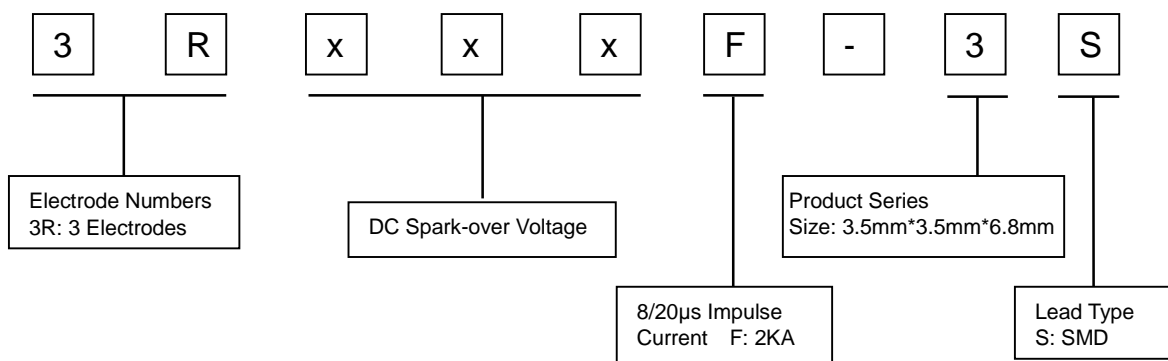 3 R x x x F - 3 S
Electrode Numbers
3R: 3 Electrodes
DC Spark-over Voltage
Product Series
Size: 3.5mm*3.5mm*6.8mm
8/20µs Impulse
Current F: 2KA
Lead Type
S: SMD